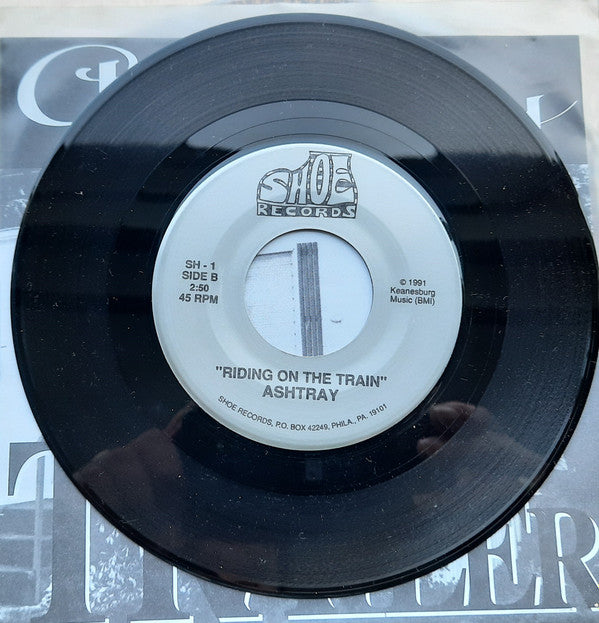 SHOE
RECORDS
SH - 1
SIDE B
2:50
45 RPM
© 1991
Keanesburg
Music (BMI)
"RIDING ON THE TRAIN"
ASHTRAY
SHOE RECORDS, P.O. BOX 42249, PHILA., PA. 19101